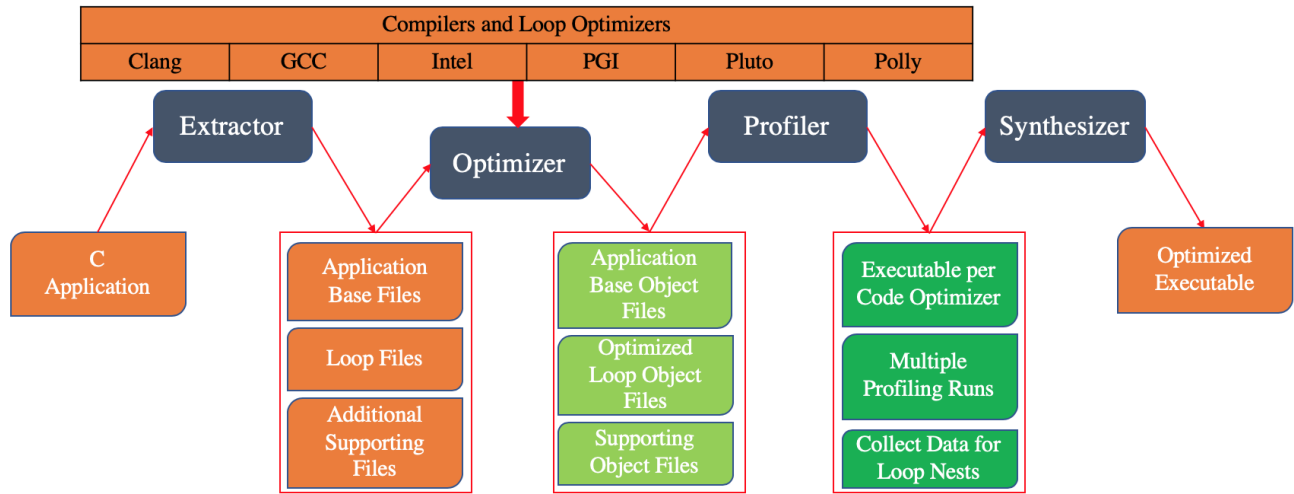 Compilers and Loop Optimizers
Clang GCC Intel PGI Pluto Polly
Extractor
Optimizer
Profiler
Synthesizer
C
Application
Application
Base Files
Loop Files
Additional
Supporting
Files
Application
Base Object
Files
Optimized
Loop Object
Files
Supporting
Object Files
Executable per
Code Optimizer
Multiple
Profiling Runs
Collect Data for
Loop Nests
Optimized
Executable